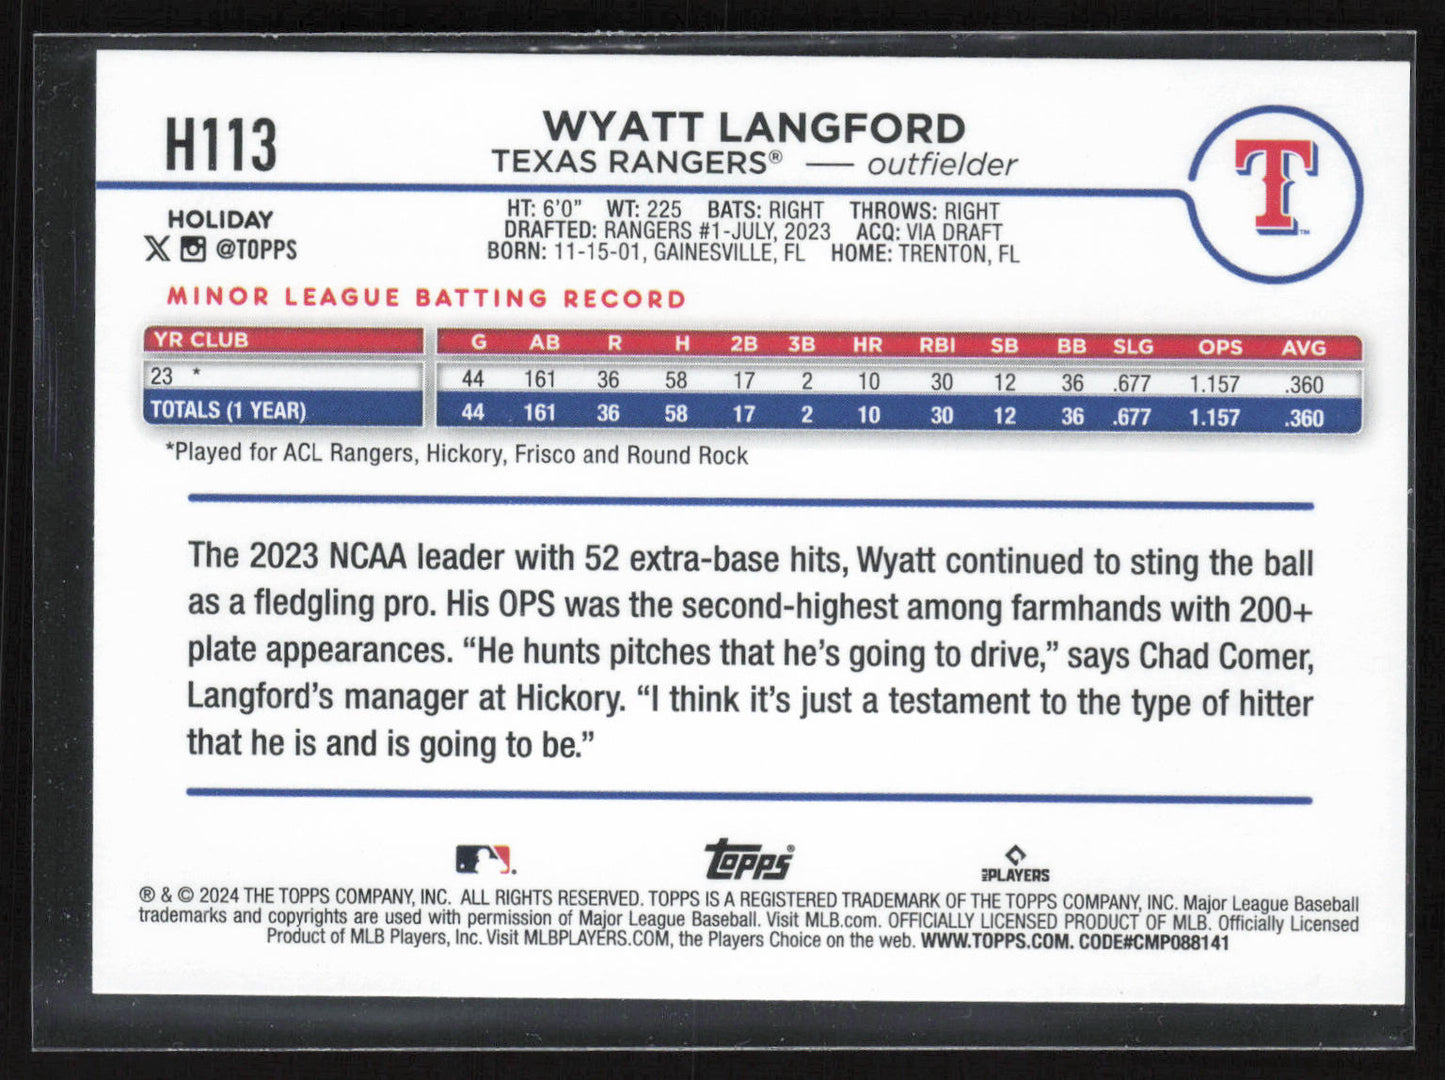 H113
WYATT LANGFORD
TEXAS RANGERS® — outfielder
T
™
HOLIDAY
X @TOPPS
HT: 6'0" WT: 225 BATS: RIGHT THROWS: RIGHT
DRAFTED: RANGERS #1-JULY, 2023 ACQ: VIA DRAFT
BORN: 11-15-01, GAINESVILLE, FL HOME: TRENTON, FL
MINOR LEAGUE BATTING RECORD
YR CLUB G AB R H 2B 3B HR RBI SB BB SLG OPS AVG
23 * 44 161 36 58 17 2 10 30 12 36 .677 1.157 .360
TOTALS (1 YEAR) 44 161 36 58 17 2 10 30 12 36 .677 1.157 .360
*Played for ACL Rangers, Hickory, Frisco and Round Rock
The 2023 NCAA leader with 52 extra-base hits, Wyatt continued to sting the ball
as a fledgling pro. His OPS was the second-highest among farmhands with 200+
plate appearances. “He hunts pitches that he’s going to drive,” says Chad Comer,
Langford’s manager at Hickory. “I think it’s just a testament to the type of hitter
that he is and is going to be.”
Topps®
MLB PLAYERS
® & © 2024 THE TOPPS COMPANY, INC. ALL RIGHTS RESERVED. TOPPS IS A REGISTERED TRADEMARK OF THE TOPPS COMPANY, INC. Major League Baseball
trademarks and copyrights are used with permission of Major League Baseball. Visit MLB.com. OFFICIALLY LICENSED PRODUCT OF MLB. Officially Licensed
Product of MLB Players, Inc. Visit MLBPLAYERS.COM, the Players Choice on the web. WWW.TOPPS.COM. CODE#CMP088141